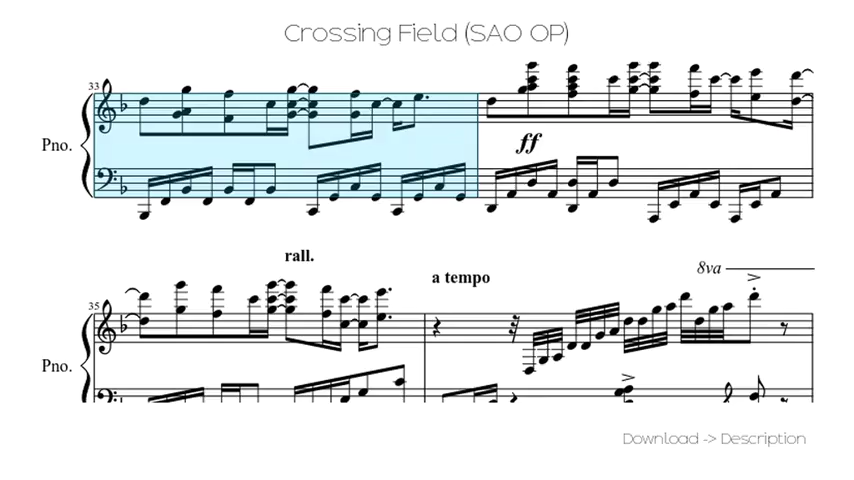 Crossing Field (SAO OP)
33
Pno.
ff
rall.
a tempo
8va
35
Pno.
Download -> Description